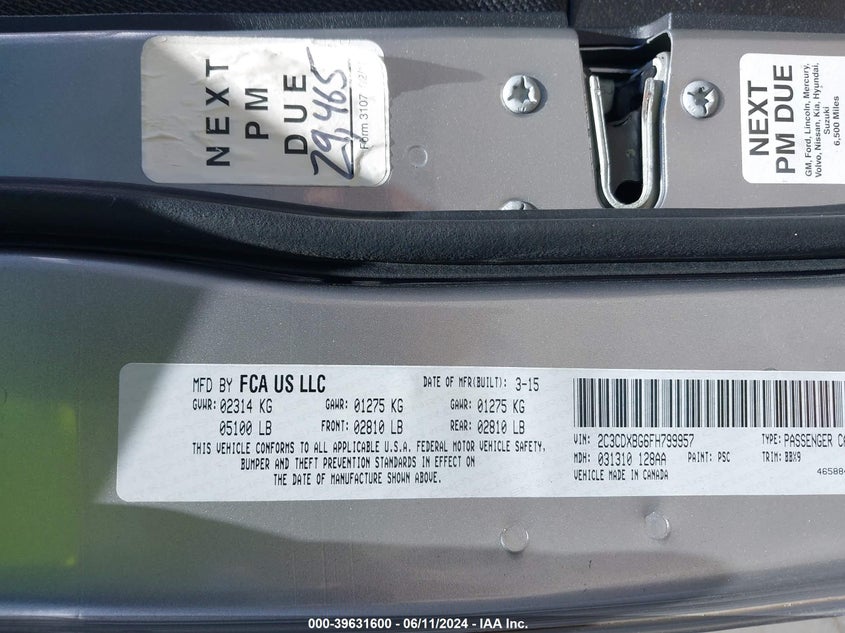 NEXT
PM
DUE
29,465
Form 3107
NEXT
PM DUE
GM, Ford, Lincoln, Mercury,
Volvo, Nissan, Kia, Hyundai,
Suzuki
6,500 Miles
MFD BY FCA US LLC DATE OF MFR(BUILT): 3-15
GVWR: 02314 KG GAWR: 01275 KG GAWR: 01275 KG
05100 LB FRONT: 02810 LB REAR: 02810 LB
THIS VEHICLE CONFORMS TO ALL APPLICABLE U.S.A. FEDERAL MOTOR VEHICLE SAFETY,
BUMPER AND THEFT PREVENTION STANDARDS IN EFFECT ON
THE DATE OF MANUFACTURE SHOWN ABOVE.
VIN: 2C3CDXBG6FH799957 TYPE: PASSENGER CA
MDH: 031310 128AA PAINT: PSC TRIM: BBX9
VEHICLE MADE IN CANADA 46588
000-39631600 - 06/11/2024 - IAA Inc.